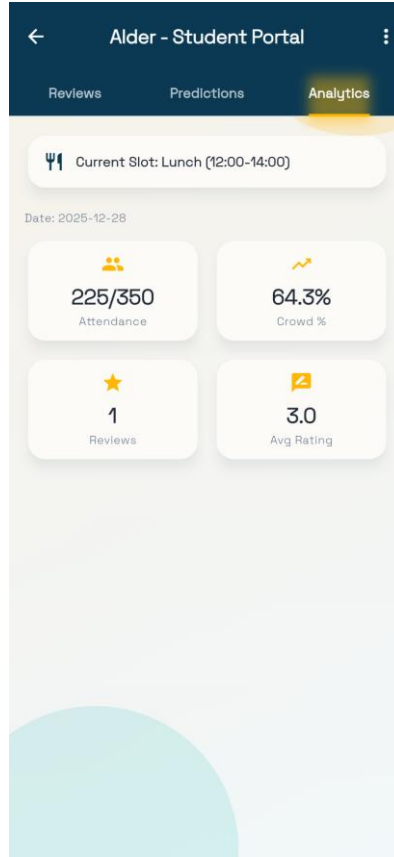 Alder - Student Portal
Reviews Predictions Analytics
Current Slot: Lunch (12:00-14:00)
Date: 2025-12-28
225/350 64.3%
Attendance Crowd %
1 3.0
Reviews Avg Rating